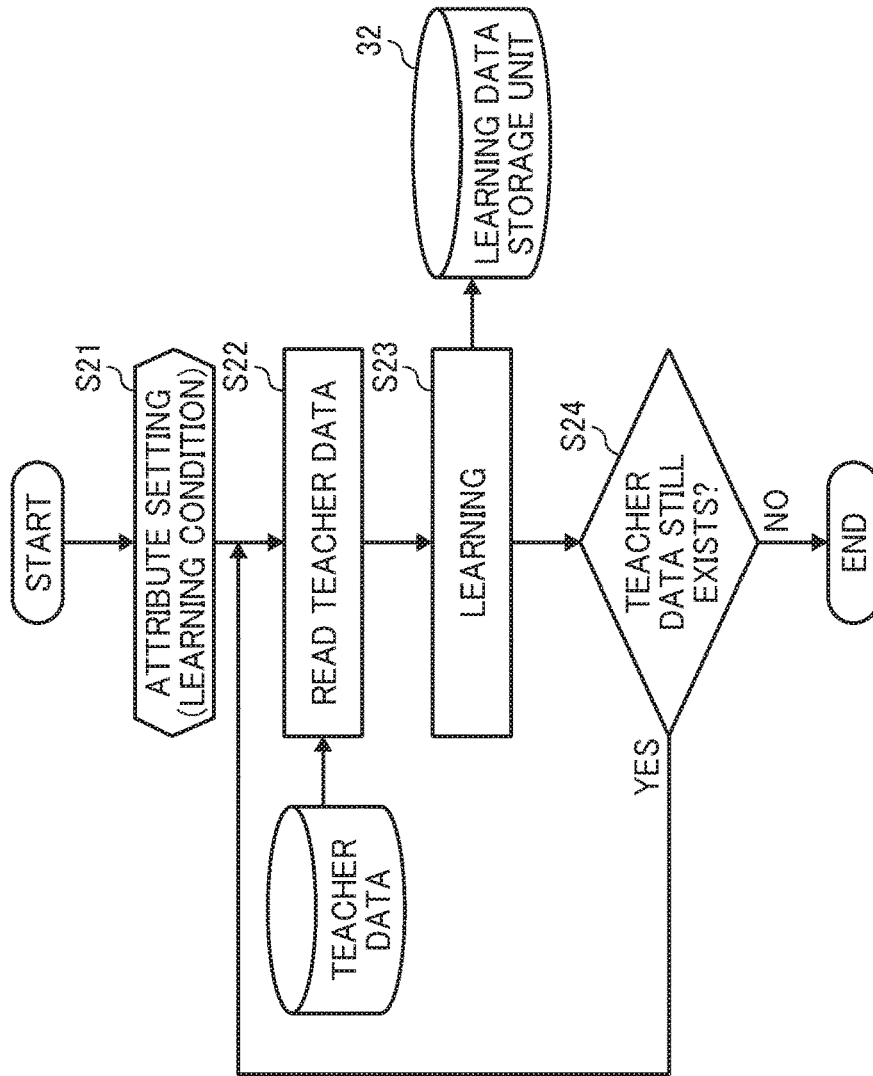 START
S21
ATTRIBUTE SETTING
(LEARNING CONDITION)
S22
READ TEACHER DATA
TEACHER
DATA
S23
LEARNING
32
LEARNING DATA
STORAGE UNIT
S24
TEACHER
DATA STILL
EXISTS?
YES
NO
END